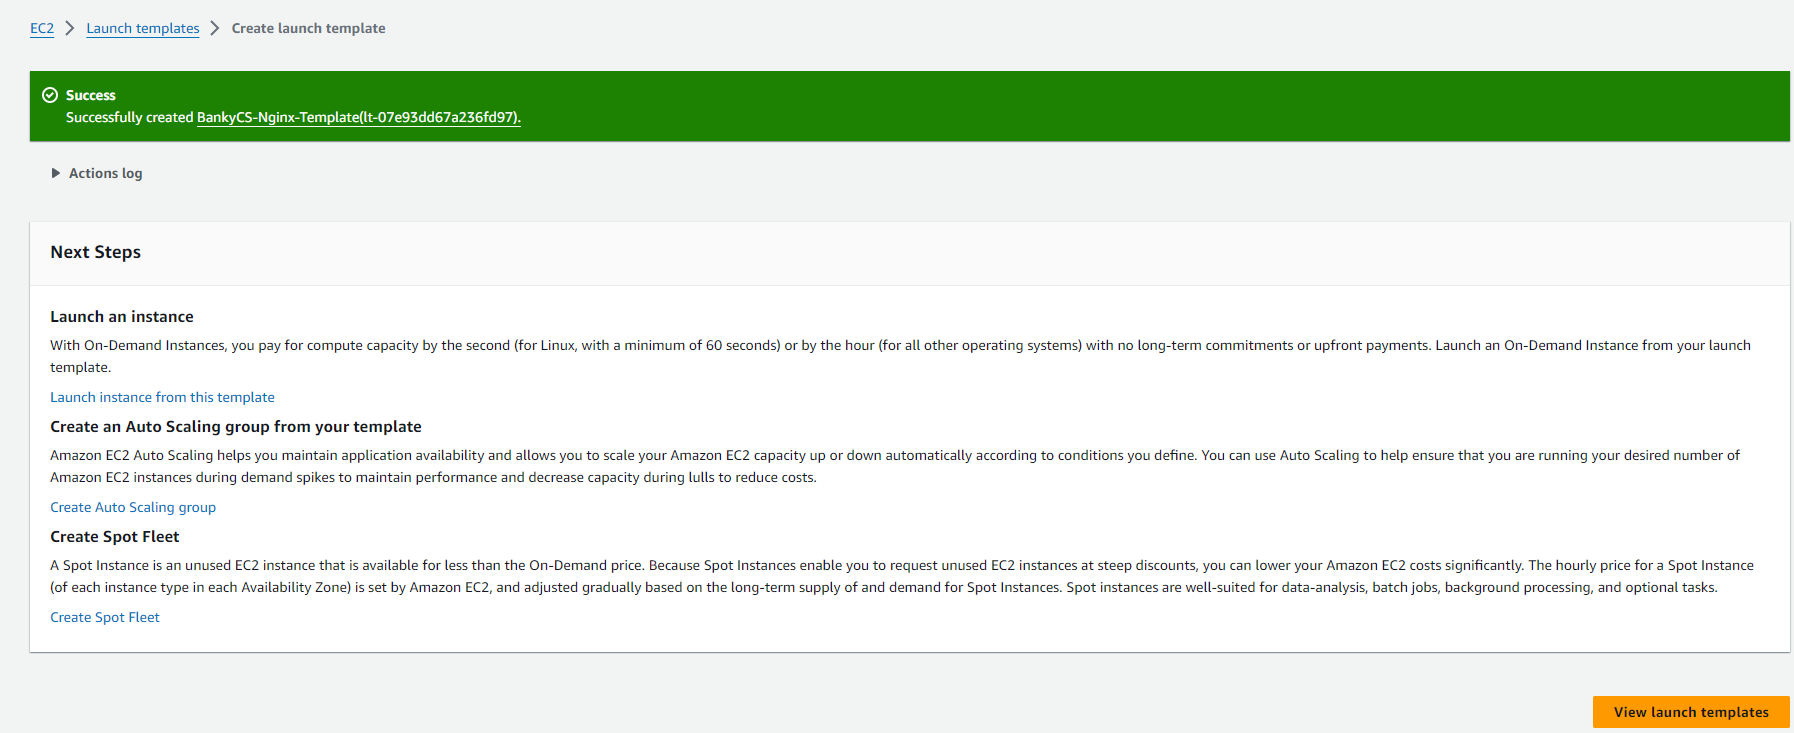 EC2 > Launch templates > Create launch template
Success
Successfully created BankyCS-Nginx-Template(lt-07e93dd67a236fd97).
Actions log
Next Steps
Launch an instance
With On-Demand Instances, you pay for compute capacity by the second (for Linux, with a minimum of 60 seconds) or by the hour (for all other operating systems) with no long-term commitments or upfront payments. Launch an On-Demand Instance from your launch
template.
Launch instance from this template
Create an Auto Scaling group from your template
Amazon EC2 Auto Scaling helps you maintain application availability and allows you to scale your Amazon EC2 capacity up or down automatically according to conditions you define. You can use Auto Scaling to help ensure that you are running your desired number of
Amazon EC2 instances during demand spikes to maintain performance and decrease capacity during lulls to reduce costs.
Create Auto Scaling group
Create Spot Fleet
A Spot Instance is an unused EC2 instance that is available for less than the On-Demand price. Because Spot Instances enable you to request unused EC2 instances at steep discounts, you can lower your Amazon EC2 costs significantly. The hourly price for a Spot Instance
(of each instance type in each Availability Zone) is set by Amazon EC2, and adjusted gradually based on the long-term supply of and demand for Spot Instances. Spot instances are well-suited for data-analysis, batch jobs, background processing, and optional tasks.
Create Spot Fleet
View launch templates